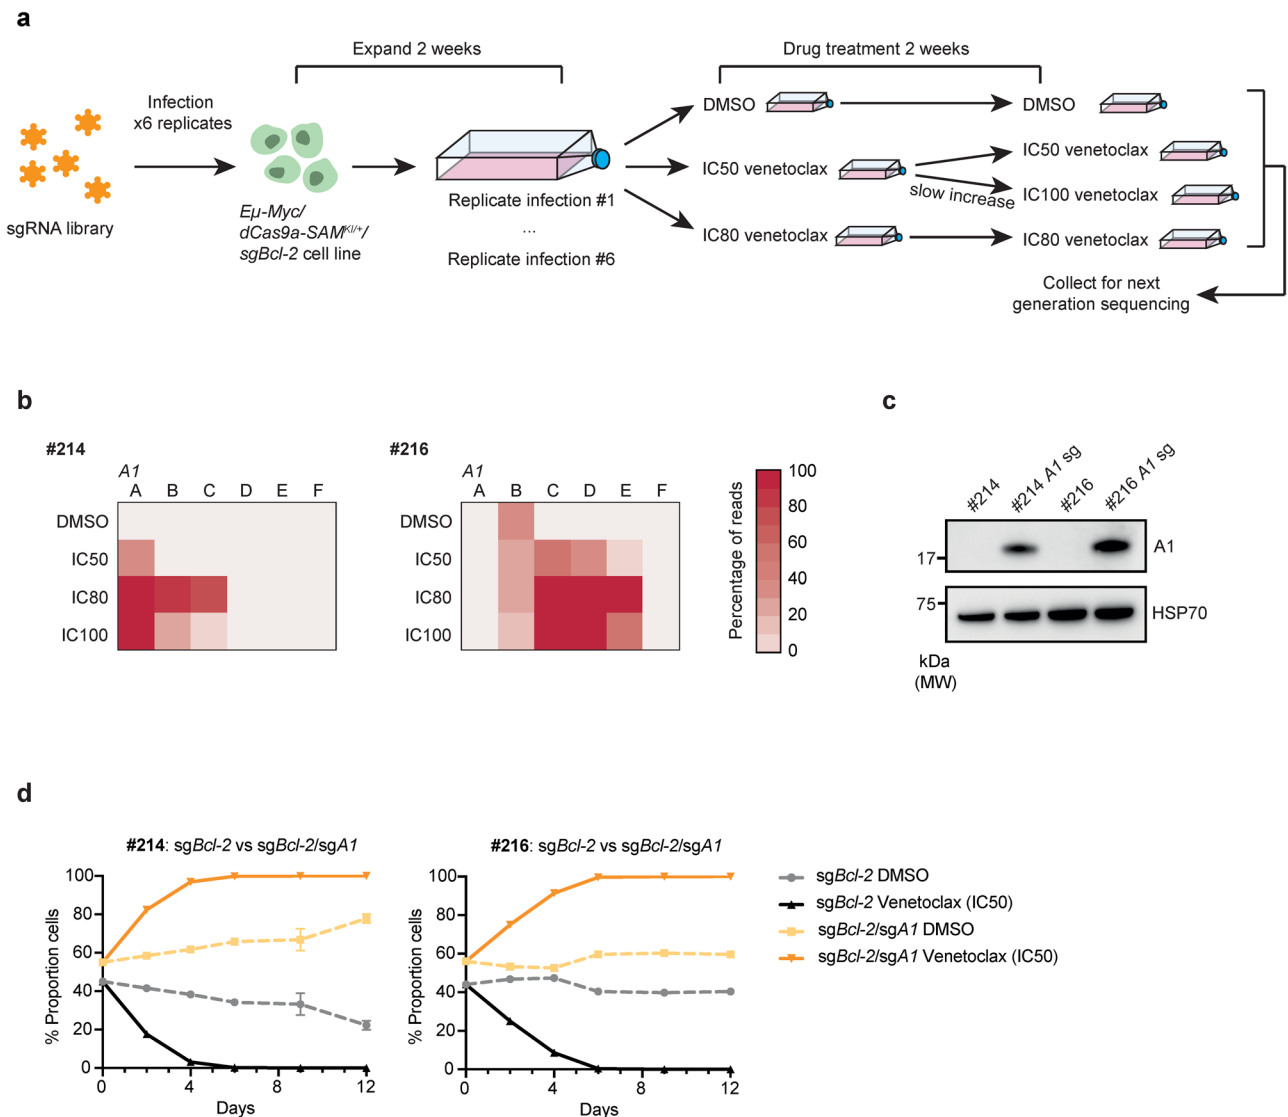 a
Expand 2 weeks
Drug treatment 2 weeks
Infection
x6 replicates
sgRNA library
Eμ-Myc/
dCas9a-SAM^KI/+/
sgBcl-2 cell line
Replicate infection #1
...
Replicate infection #6
DMSO
IC50 venetoclax
IC80 venetoclax
slow increase
DMSO
IC50 venetoclax
IC100 venetoclax
IC80 venetoclax
Collect for next
generation sequencing
b
#214
A1
A B C D E F
DMSO
IC50
IC80
IC100
#216
A1
A B C D E F
DMSO
IC50
IC80
IC100
Percentage of reads
100
80
60
40
20
0
c
#214
#214 A1 sg
#216
#216 A1 sg
17
A1
75
HSP70
kDa
(MW)
d
#214: sgBcl-2 vs sgBcl-2/sgA1
% Proportion cells
100
80
60
40
20
0
0 4 8 12
Days
#216: sgBcl-2 vs sgBcl-2/sgA1
% Proportion cells
100
80
60
40
20
0
0 4 8 12
Days
sgBcl-2 DMSO
sgBcl-2 Venetoclax (IC50)
sgBcl-2/sgA1 DMSO
sgBcl-2/sgA1 Venetoclax (IC50)